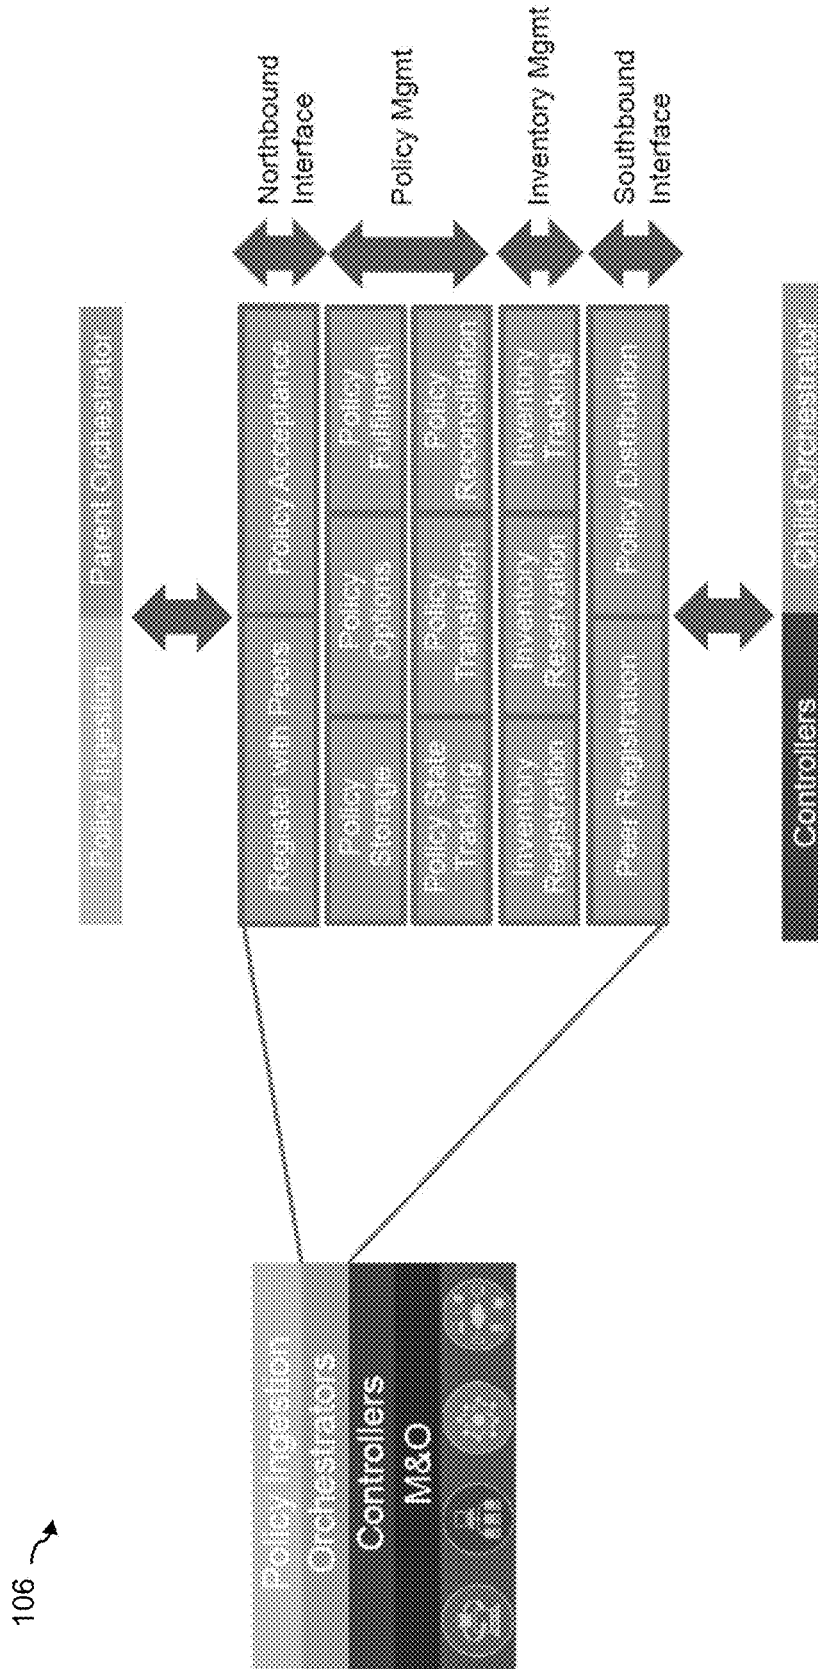 106
Policy Ingestion
Orchestrators
Controllers
M&O
Policy Ingestion
Parent Orchestrator
Register with Peers
Policy Acceptance
Policy
Storage
Policy
Options
Policy
Fulfilment
Policy State
Tracking
Policy
Translation
Policy
Reconciliation
Inventory
Registration
Inventory
Reservation
Inventory
Tracking
Peer Registration
Policy Distribution
Controllers
Child Orchestrator
Northbound
Interface
Policy Mgmt
Inventory Mgmt
Southbound
Interface